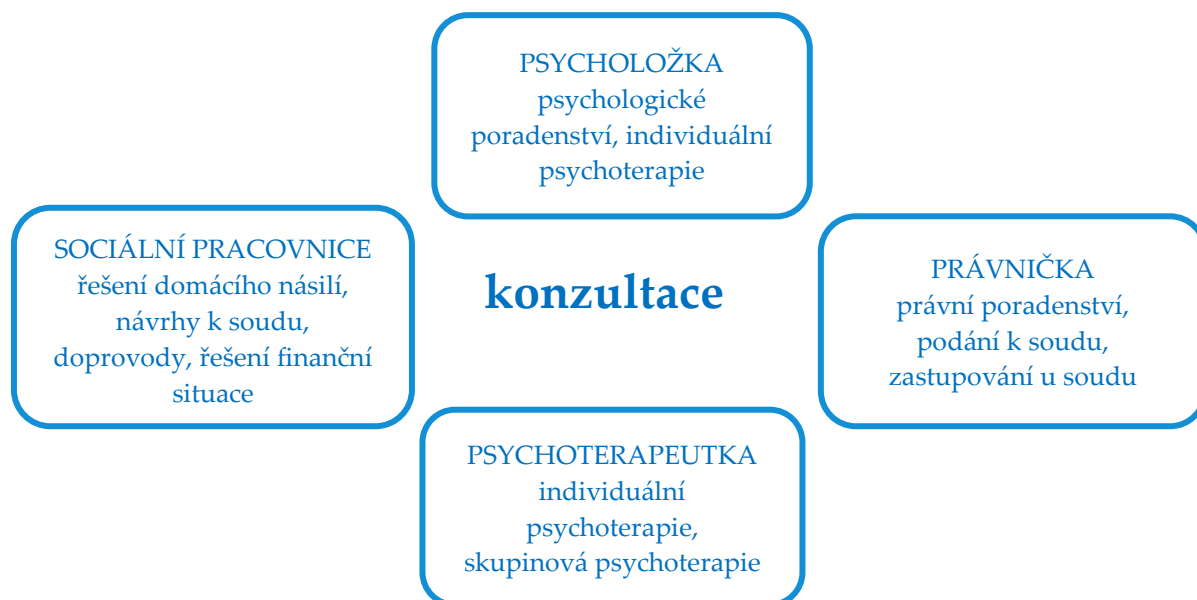 PSYCHOLOŽKA
psychologické
poradenství, individuální
psychoterapie
SOCIÁLNÍ PRACOVNICE
řešení domácího násilí,
návrhy k soudu,
doprovody, řešení finanční
situace
konzultace
PRÁVNIČKA
právní poradenství,
podání k soudu,
zastupování u soudu
PSYCHOTERAPEUTKA
individuální
psychoterapie,
skupinová psychoterapie